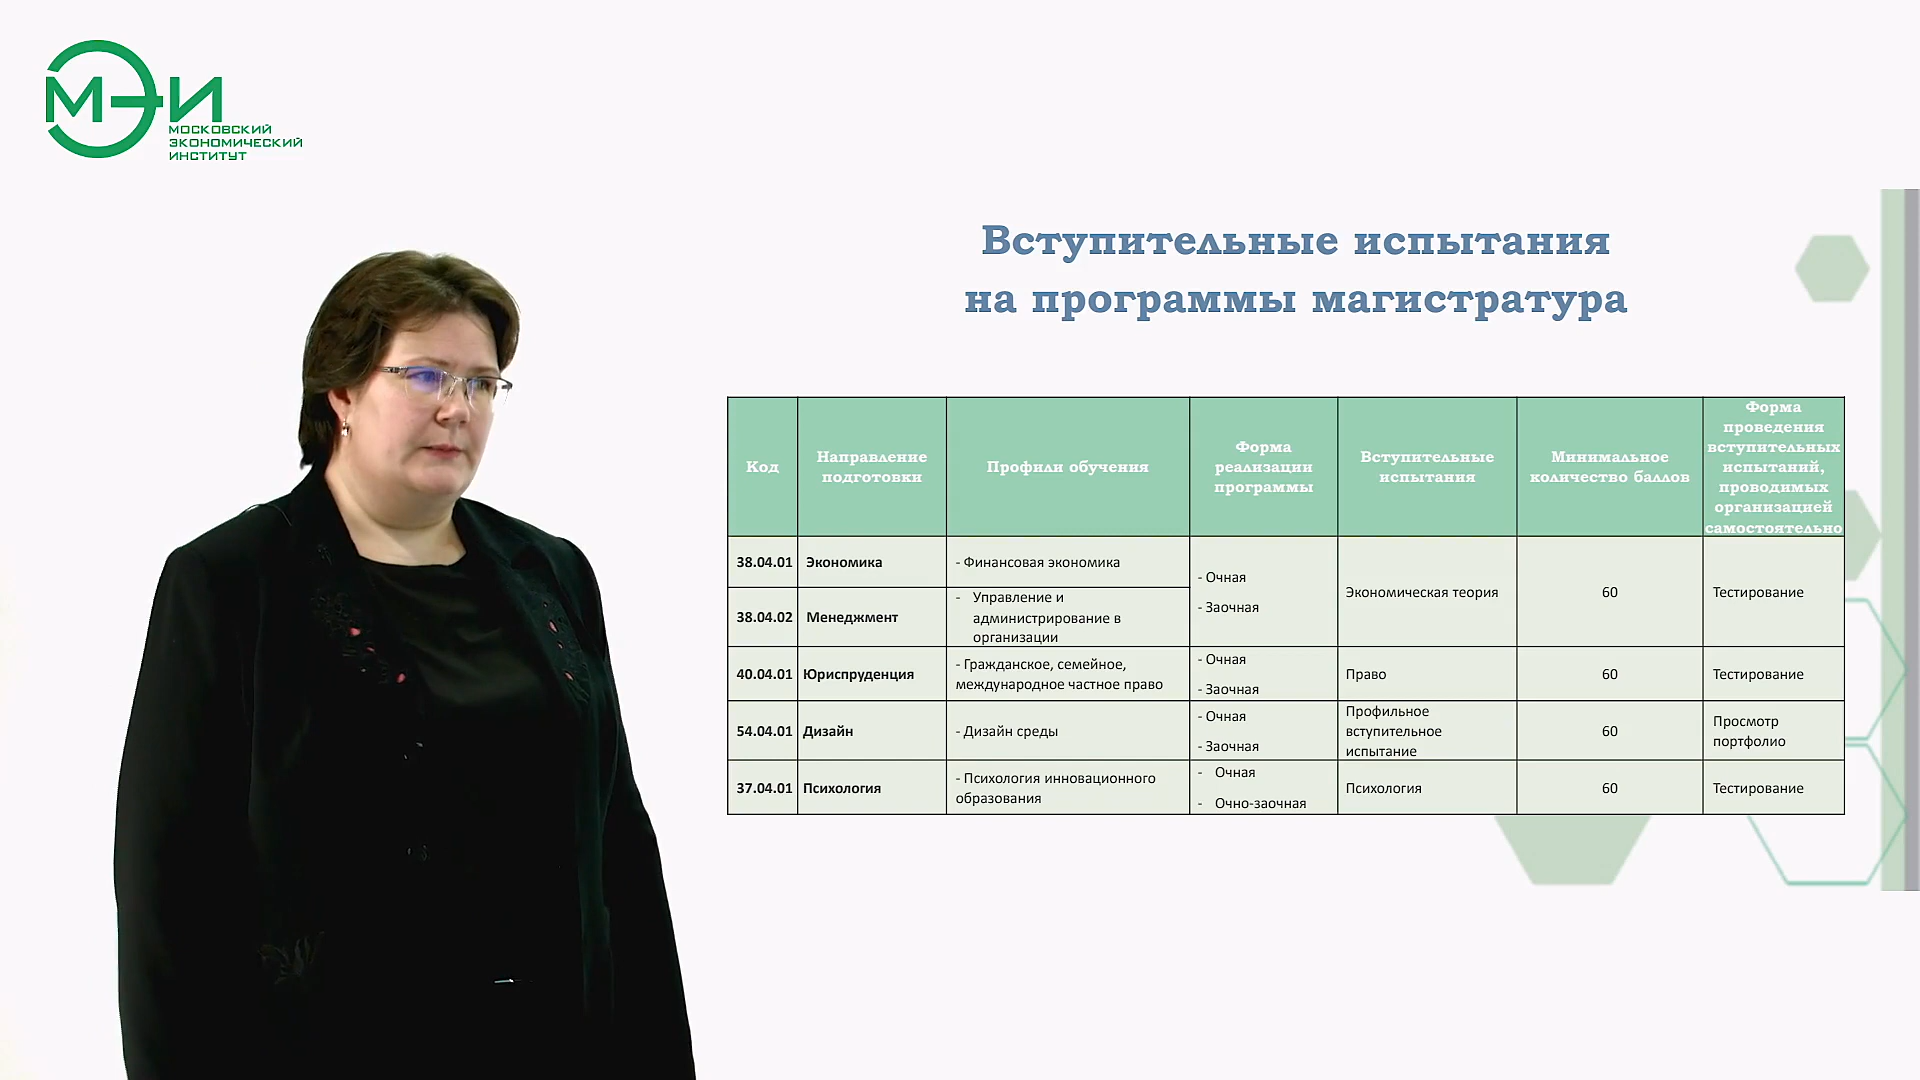 МЭИ
МОСКОВСКИЙ
ЭКОНОМИЧЕСКИЙ
ИНСТИТУТ
Вступительные испытания
на программы магистратура
Код
Направление
подготовки
Профили обучения
Форма
реализации
программы
Вступительные
испытания
Минимальное
количество баллов
Форма
проведения
вступительных
испытаний,
проводимых
организацией
самостоятельно
38.04.01
Экономика
- Финансовая экономика
- Очная
- Заочная
Экономическая теория
60
Тестирование
38.04.02
Менеджмент
- Управление и
администрирование в
организации
40.04.01
Юриспруденция
- Гражданское, семейное,
международное частное право
- Очная
- Заочная
Право
60
Тестирование
54.04.01
Дизайн
- Дизайн среды
- Очная
- Заочная
Профильное
вступительное
испытание
60
Просмотр
портфолио
37.04.01
Психология
- Психология инновационного
образования
- Очная
- Очно-заочная
Психология
60
Тестирование